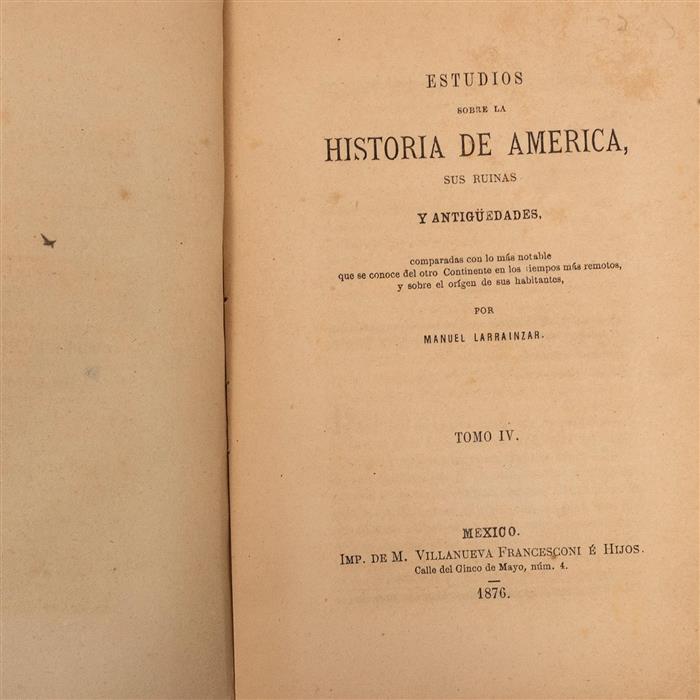 ESTUDIOS
SOBRE LA
HISTORIA DE AMERICA,
SUS RUINAS
Y ANTIGÜEDADES,
comparadas con lo más notable
que se conoce del otro Continente en los tiempos más remotos,
y sobre el orígen de sus habitantes,
POR
MANUEL LARRAINZAR.
TOMO IV.
MEXICO.
IMP. DE M. VILLANUEVA FRANCESCONI É HIJOS.
Calle del Cinco de Mayo, núm. 4.
1876.